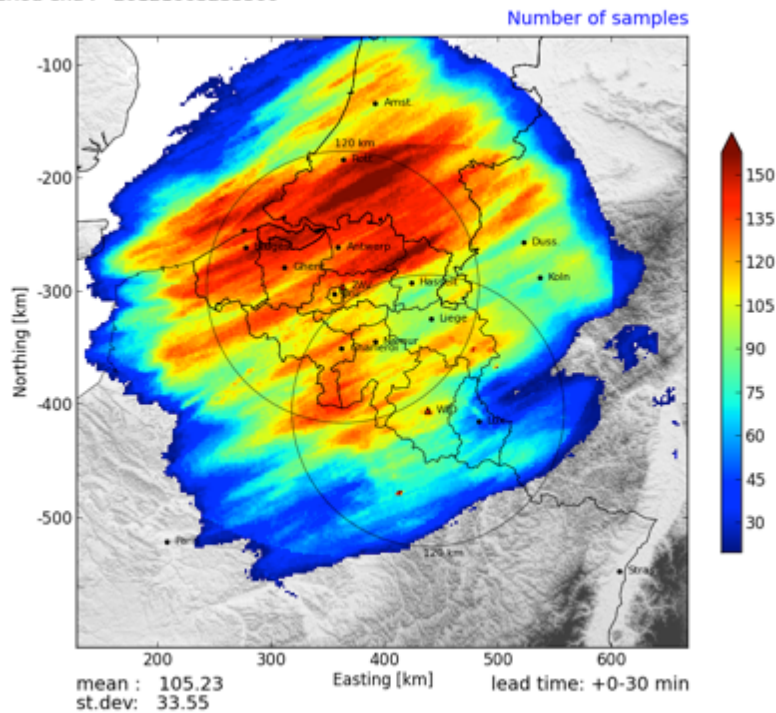 Number of samples
-100
-200
-300
-400
-500
Northing [km]
200
300
400
500
600
Easting [km]
Amst.
120 km
Rott.
Antwerp
Duss.
Ghent
Hasselt
Koln
Liege
Namur
Charleroi
120 km
Stras
150
135
120
105
90
75
60
45
30
mean : 105.23
st.dev: 33.55
lead time: +0-30 min